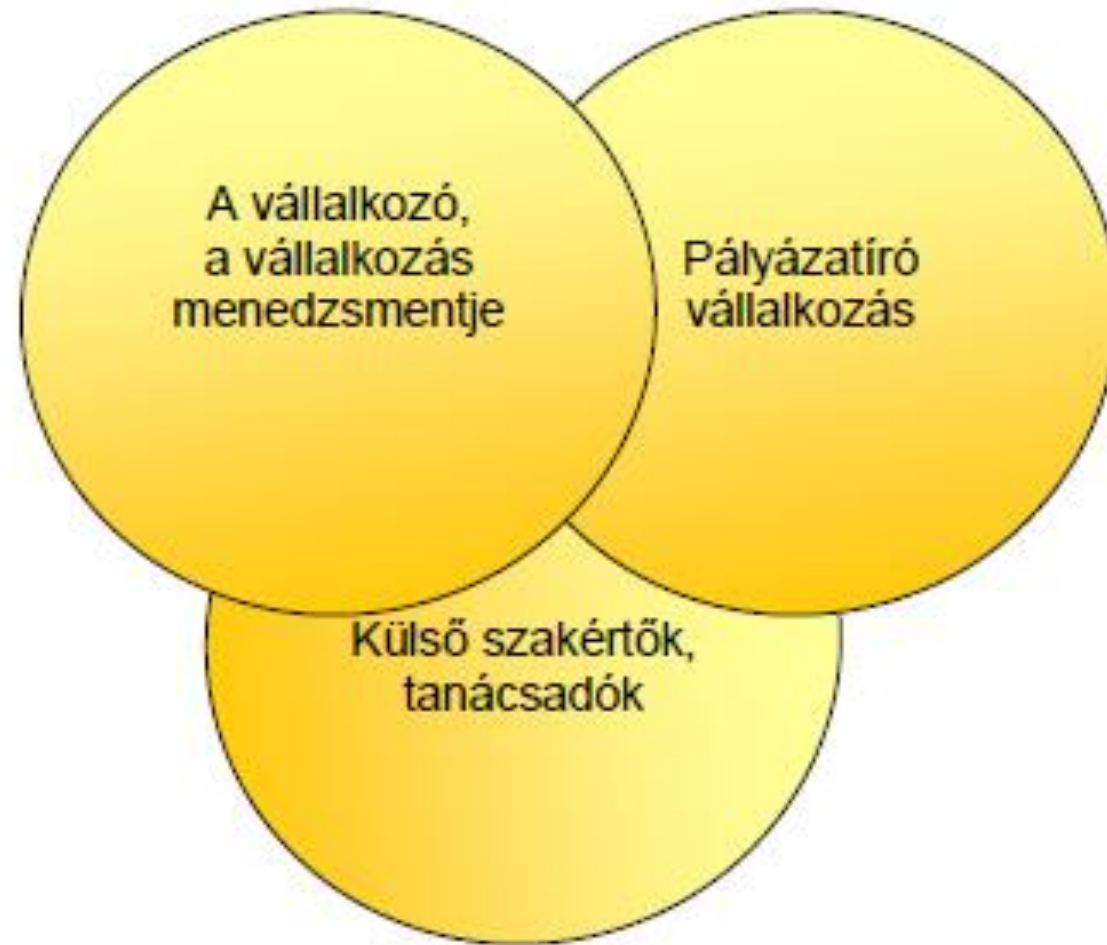 A vállalkozó,
a vállalkozás
menedzsmentje
Pályázatíró
vállalkozás
Külső szakértők,
tanácsadók